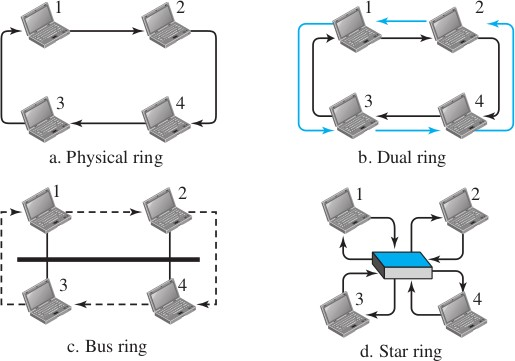 1 2
3 4
a. Physical ring
1 2
3 4
b. Dual ring
1 2
3 4
c. Bus ring
1 2
3 4
d. Star ring